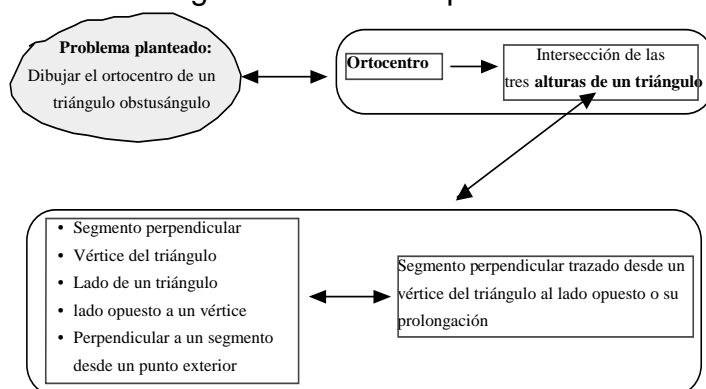 Problema planteado:
Dibujar el ortocentro de un
triángulo obstusángulo
Ortocentro
Intersección de las
tres alturas de un triángulo
• Segmento perpendicular
• Vértice del triángulo
• Lado de un triángulo
• lado opuesto a un vértice
• Perpendicular a un segmento
desde un punto exterior
Segmento perpendicular trazado desde un
vértice del triángulo al lado opuesto o su
prolongación